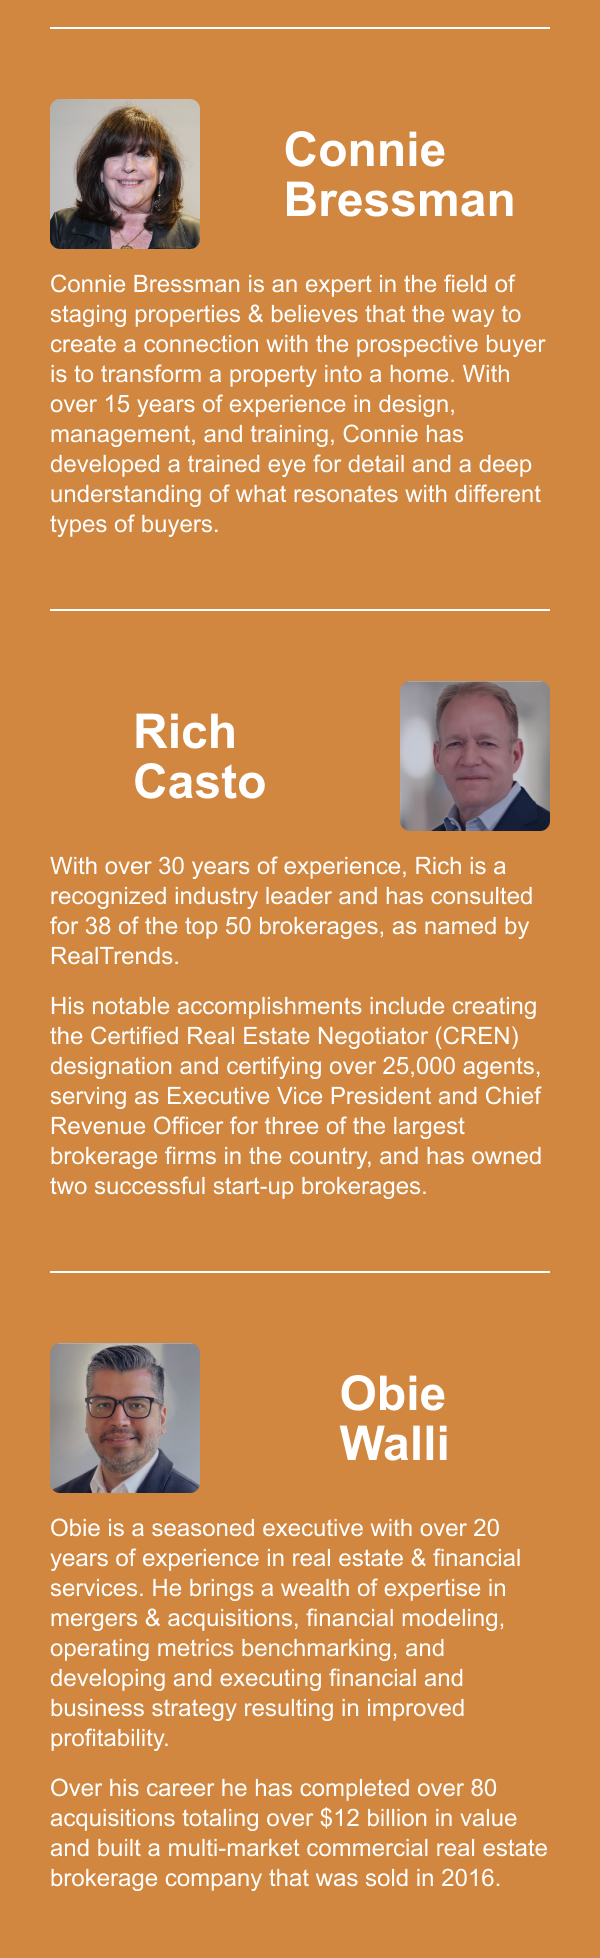 Connie
Bressman
Connie Bressman is an expert in the field of
staging properties & believes that the way to
create a connection with the prospective buyer
is to transform a property into a home. With
over 15 years of experience in design,
management, and training, Connie has
developed a trained eye for detail and a deep
understanding of what resonates with different
types of buyers.
Rich
Casto
With over 30 years of experience, Rich is a
recognized industry leader and has consulted
for 38 of the top 50 brokerages, as named by
RealTrends.
His notable accomplishments include creating
the Certified Real Estate Negotiator (CREN)
designation and certifying over 25,000 agents,
serving as Executive Vice President and Chief
Revenue Officer for three of the largest
brokerage firms in the country, and has owned
two successful start-up brokerages.
Obie
Walli
Obie is a seasoned executive with over 20
years of experience in real estate & financial
services. He brings a wealth of expertise in
mergers & acquisitions, financial modeling,
operating metrics benchmarking, and
developing and executing financial and
business strategy resulting in improved
profitability.
Over his career he has completed over 80
acquisitions totaling over $12 billion in value
and built a multi-market commercial real estate
brokerage company that was sold in 2016.